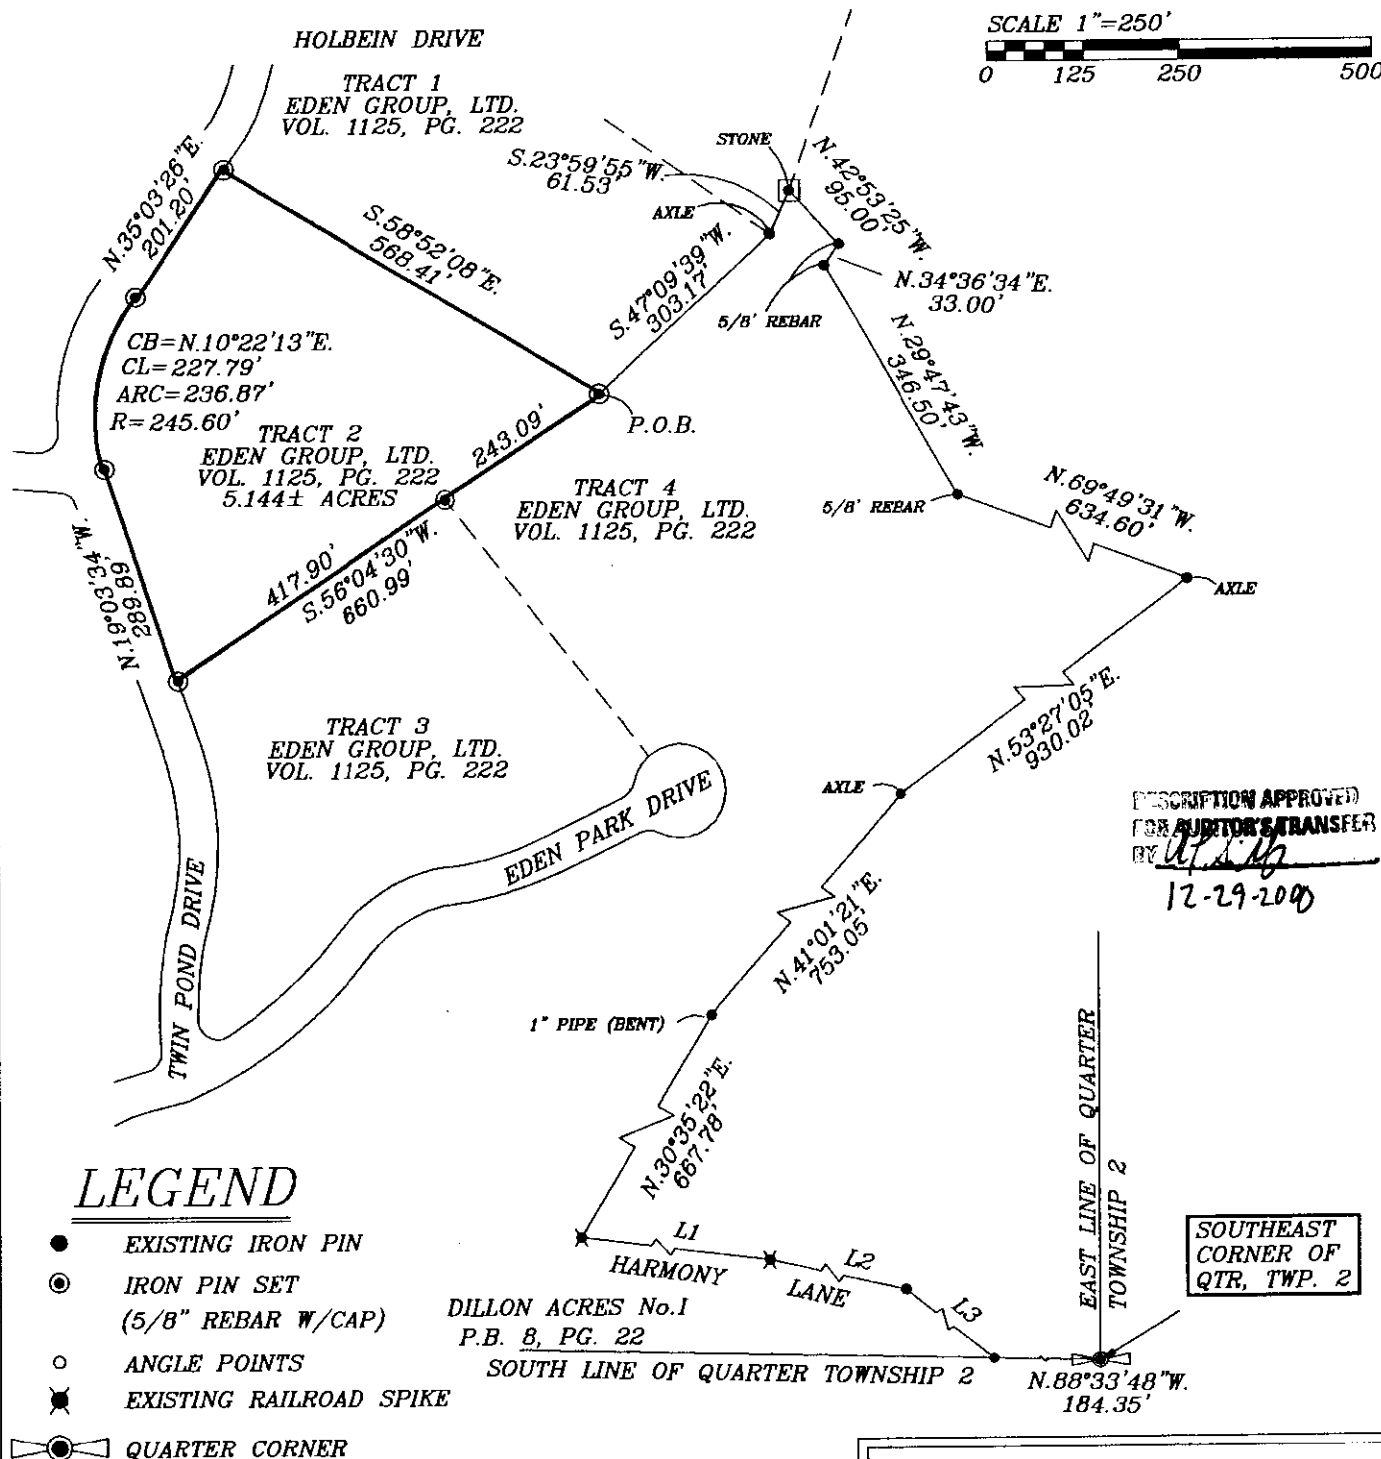 SCALE 1"=250'
0 125 250 500
HOLBEIN DRIVE
TRACT 1
EDEN GROUP, LTD.
VOL. 1125, PG. 222
N.35°03'26"E.
201.20'
S.58°52'08"E.
568.41'
S.23°59'55"W.
61.53'
STONE
AXLE
N.42°53'25"W.
95.00'
S.47°09'39"W.
303.17'
5/8' REBAR
N.34°36'34"E.
33.00'
N.29°47'43"W.
346.50'
CB=N.10°22'13"E.
CL=227.79'
ARC=236.87'
R=245.60'
TRACT 2
EDEN GROUP, LTD.
VOL. 1125, PG. 222
5.144± ACRES
243.09'
P.O.B.
TRACT 4
EDEN GROUP, LTD.
VOL. 1125, PG. 222
5/8' REBAR
N.69°49'31"W.
634.60'
AXLE
N.19°03'34"W.
289.89'
417.90'
S.56°04'30"W.
660.99'
N.53°27'05"E.
930.02'
TRACT 3
EDEN GROUP, LTD.
VOL. 1125, PG. 222
AXLE
EDEN PARK DRIVE
TWIN POND DRIVE
DESCRIPTION APPROVED
FOR AUDITOR'S TRANSFER
BY
12-29-2000
N.41°01'21"E.
753.05'
1" PIPE (BENT)
N.30°35'22"E.
667.78'
EAST LINE OF QUARTER
TOWNSHIP 2
SOUTHEAST
CORNER OF
QTR, TWP. 2
L1
L2
L3
HARMONY LANE
DILLON ACRES No.1
P.B. 8, PG. 22
SOUTH LINE OF QUARTER TOWNSHIP 2
N.88°33'48"W.
184.35'
LEGEND
EXISTING IRON PIN
IRON PIN SET
(5/8" REBAR W/CAP)
ANGLE POINTS
EXISTING RAILROAD SPIKE
QUARTER CORNER